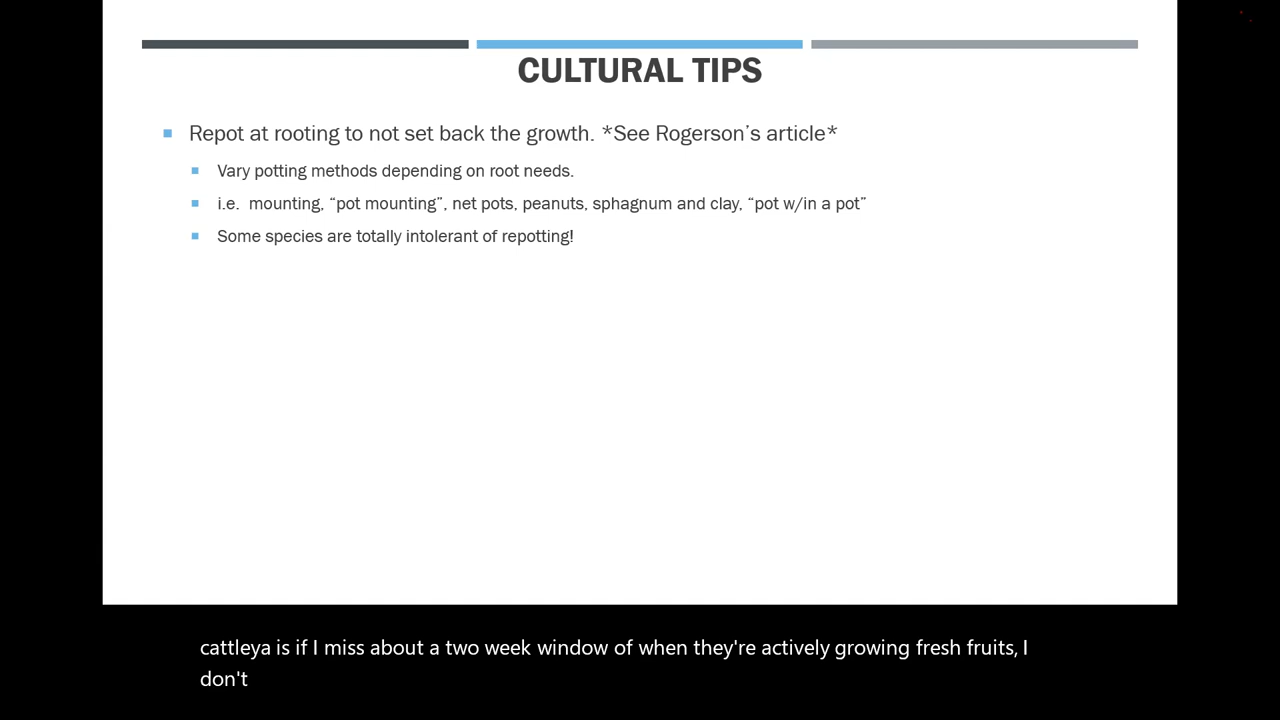 CULTURAL TIPS
Repot at rooting to not set back the growth. *See Rogerson’s article*
Vary potting methods depending on root needs.
i.e.  mounting, “pot mounting”, net pots, peanuts, sphagnum and clay, “pot w/in a pot”
Some species are totally intolerant of repotting!
cattleya is if I miss about a two week window of when they're actively growing fresh fruits, I
don't